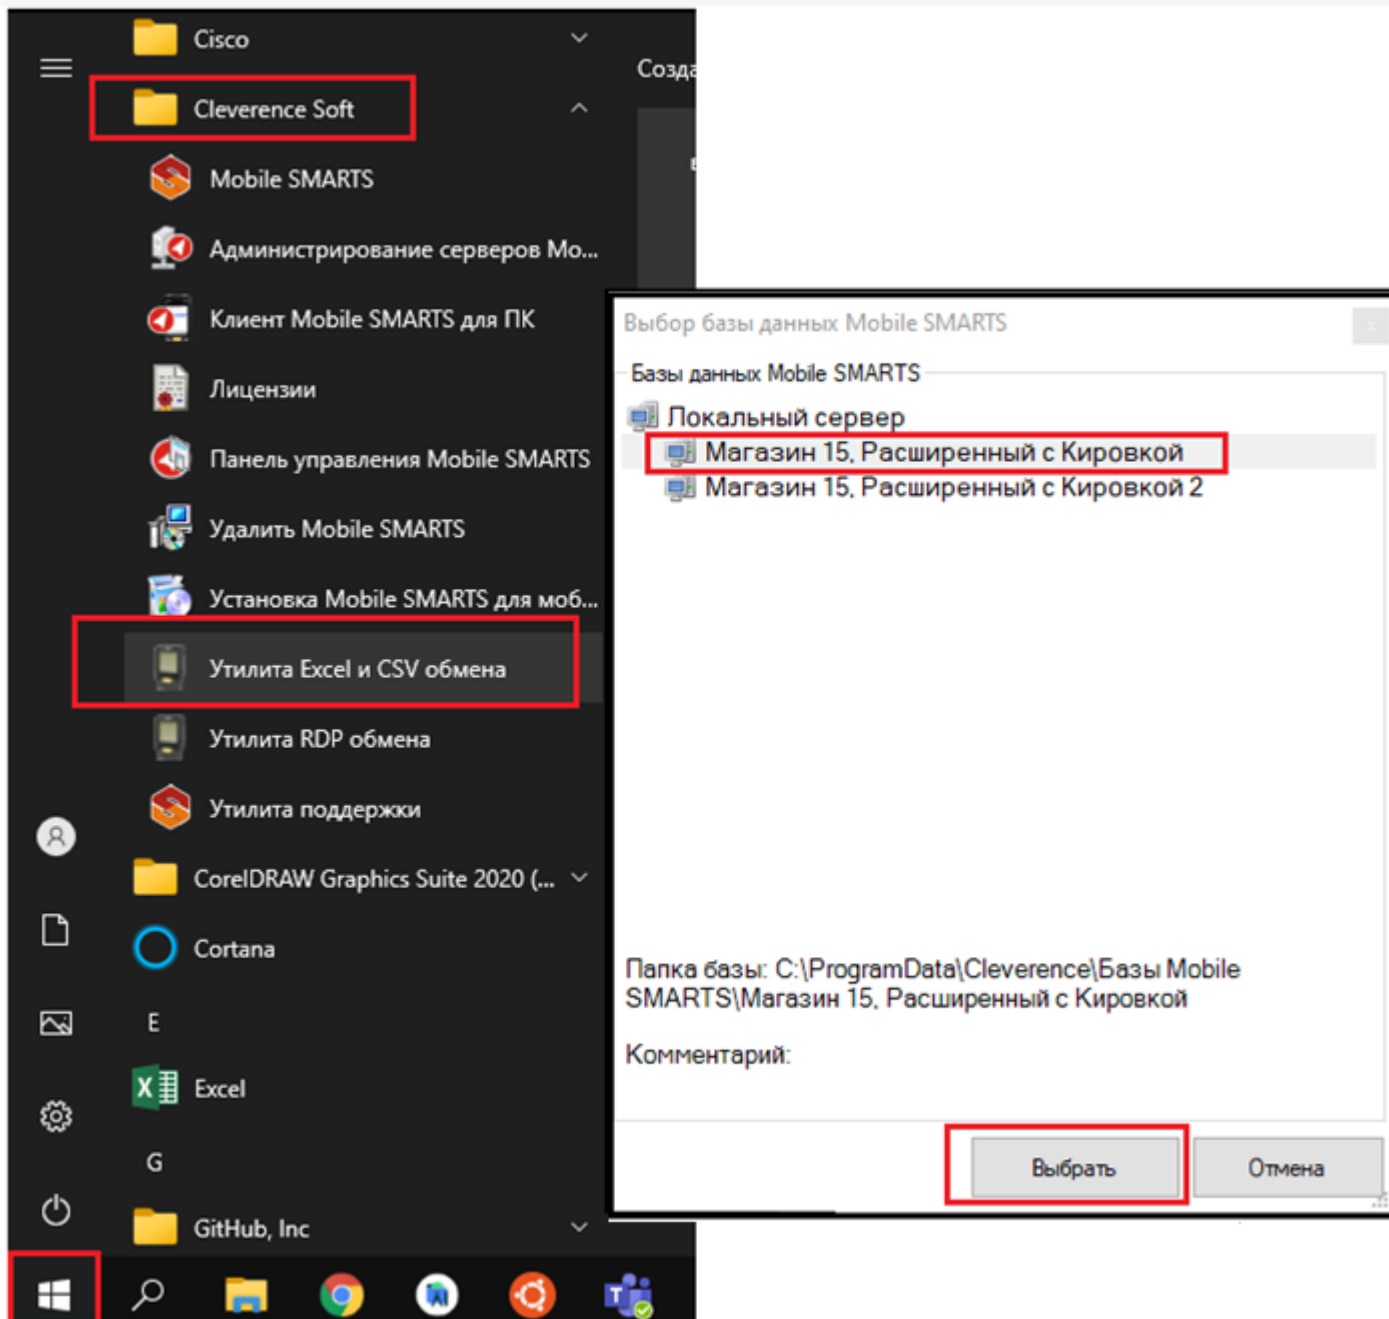 Cisco
Cleverence Soft
Mobile SMARTS
Администрирование серверов Мо...
Клиент Mobile SMARTS для ПК
Лицензии
Панель управления Mobile SMARTS
Удалить Mobile SMARTS
Установка Mobile SMARTS для моб...
Утилита Excel и CSV обмена
Утилита RDP обмена
Утилита поддержки
CorelDRAW Graphics Suite 2020 (...
Cortana
E
Excel
G
GitHub, Inc
Созда
Выбор базы данных Mobile SMARTS
Базы данных Mobile SMARTS
Локальный сервер
Магазин 15, Расширенный с Кировкой
Магазин 15, Расширенный с Кировкой 2
Папка базы: C:\ProgramData\Cleverence\Базы Mobile
SMARTS\Магазин 15, Расширенный с Кировкой
Комментарий:
Выбрать
Отмена